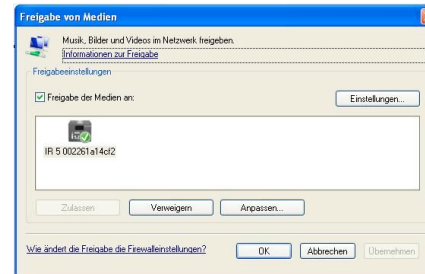 Freigabe von Medien
Musik, Bilder und Videos im Netzwerk freigeben.
Informationen zur Freigabe
Freigabeeinstellungen
Freigabe der Medien an:
Einstellungen...
IR 5 002261a14cf2
Zulassen
Verweigern
Anpassen...
Wie ändert die Freigabe die Firewalleinstellungen?
OK
Abbrechen
Übernehmen